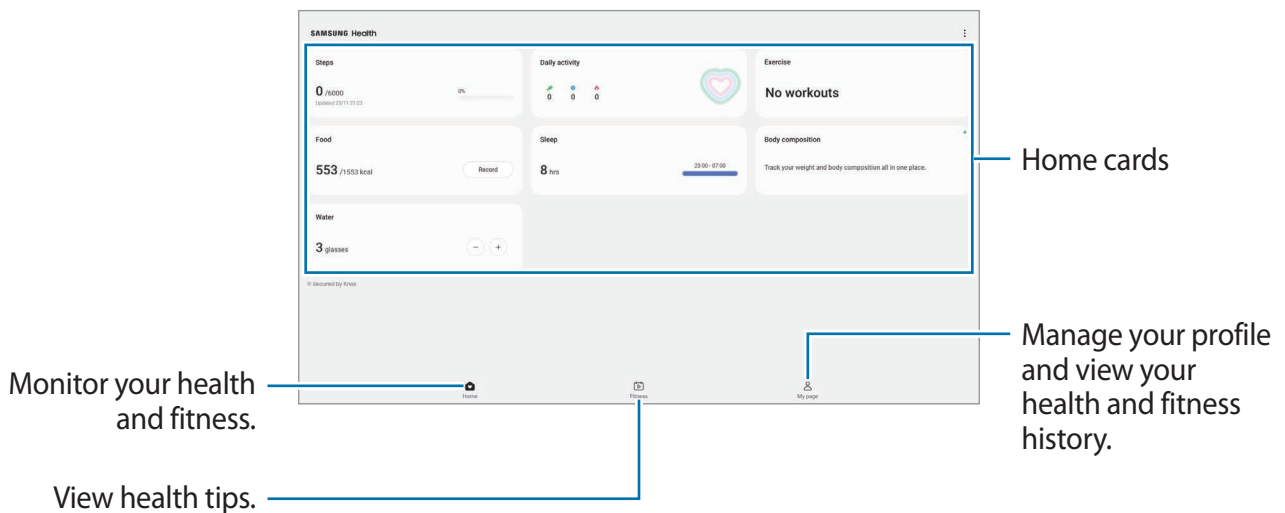 SAMSUNG Health
Steps
0 /6000
Updated 23/11 21:23
0%
Daily activity
0 0 0
Exercise
No workouts
Food
553 /1553 kcal
Record
Sleep
8 hrs
23:00 - 07:00
Body composition
Track your weight and body composition all in one place.
Water
3 glasses
Secured by Knox
Home
Fitness
My page
Home cards
Manage your profile
and view your
health and fitness
history.
Monitor your health
and fitness.
View health tips.